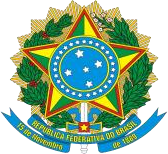 REPÚBLICA FEDERATIVA DO BRASIL
15 de Novembro de 1889